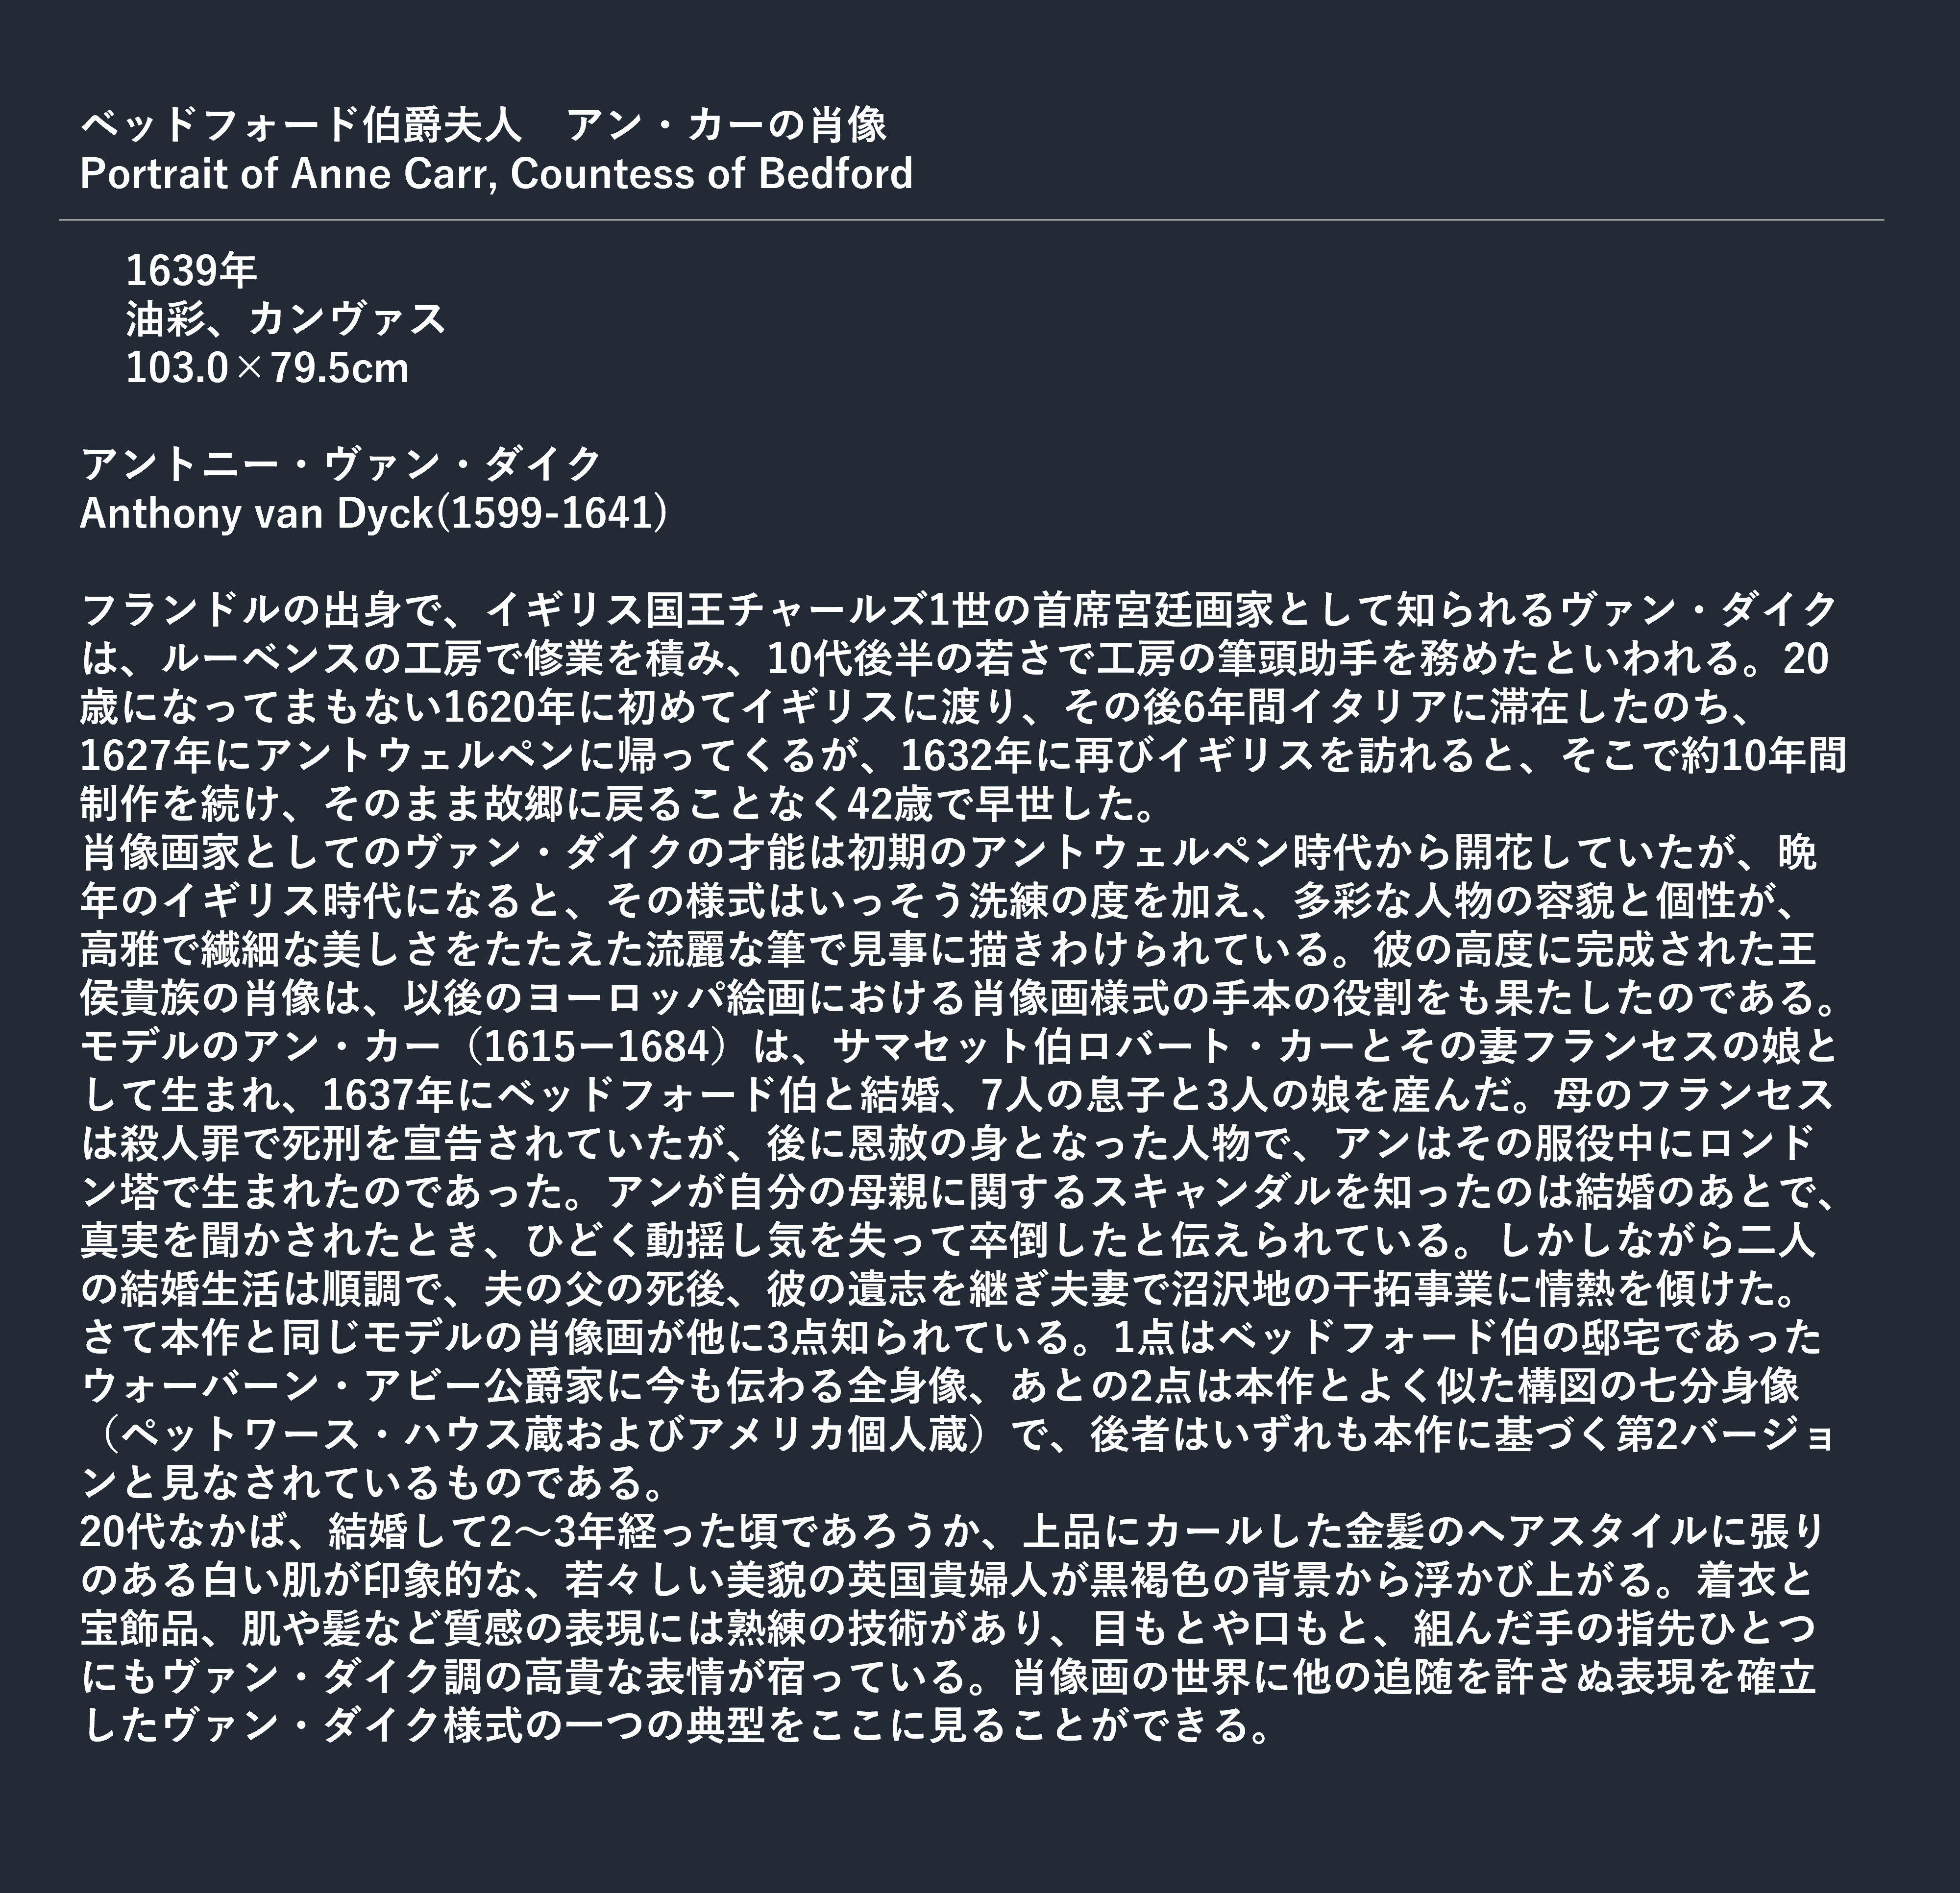 ベッドフォード伯爵夫人　アン・カーの肖像
Portrait of Anne Carr, Countess of Bedford
1639年
油彩、カンヴァス
103.0×79.5cm
アントニー・ヴァン・ダイク
Anthony van Dyck(1599-1641)
フランドルの出身で、イギリス国王チャールズ1世の首席宮廷画家として知られるヴァン・ダイク
は、ルーベンスの工房で修業を積み、10代後半の若さで工房の筆頭助手を務めたといわれる。20
歳になってまもない1620年に初めてイギリスに渡り、その後6年間イタリアに滞在したのち、
1627年にアントウェルペンに帰ってくるが、1632年に再びイギリスを訪れると、そこで約10年間
制作を続け、そのまま故郷に戻ることなく42歳で早世した。
肖像画家としてのヴァン・ダイクの才能は初期のアントウェルペン時代から開花していたが、晩
年のイギリス時代になると、その様式はいっそう洗練の度を加え、多彩な人物の容貌と個性が、
高雅で繊細な美しさをたたえた流麗な筆で見事に描きわけられている。彼の高度に完成された王
侯貴族の肖像は、以後のヨーロッパ絵画における肖像画様式の手本の役割をも果たしたのである。
モデルのアン・カー（1615ー1684）は、サマセット伯ロバート・カーとその妻フランセスの娘と
して生まれ、1637年にベッドフォード伯と結婚、7人の息子と3人の娘を産んだ。母のフランセス
は殺人罪で死刑を宣告されていたが、後に恩赦の身となった人物で、アンはその服役中にロンド
ン塔で生まれたのであった。アンが自分の母親に関するスキャンダルを知ったのは結婚のあとで、
真実を聞かされたとき、ひどく動揺し気を失って卒倒したと伝えられている。しかしながら二人
の結婚生活は順調で、夫の父の死後、彼の遺志を継ぎ夫妻で沼沢地の干拓事業に情熱を傾けた。
さて本作と同じモデルの肖像画が他に3点知られている。1点はベッドフォード伯の邸宅であった
ウォーバーン・アビー公爵家に今も伝わる全身像、あとの2点は本作とよく似た構図の七分身像
（ペットワース・ハウス蔵およびアメリカ個人蔵）で、後者はいずれも本作に基づく第2バージョ
ンと見なされているものである。
20代なかば、結婚して2～3年経った頃であろうか、上品にカールした金髪のヘアスタイルに張り
のある白い肌が印象的な、若々しい美貌の英国貴婦人が黒褐色の背景から浮かび上がる。着衣と
宝飾品、肌や髪など質感の表現には熟練の技術があり、目もとや口もと、組んだ手の指先ひとつ
にもヴァン・ダイク調の高貴な表情が宿っている。肖像画の世界に他の追随を許さぬ表現を確立
したヴァン・ダイク様式の一つの典型をここに見ることができる。